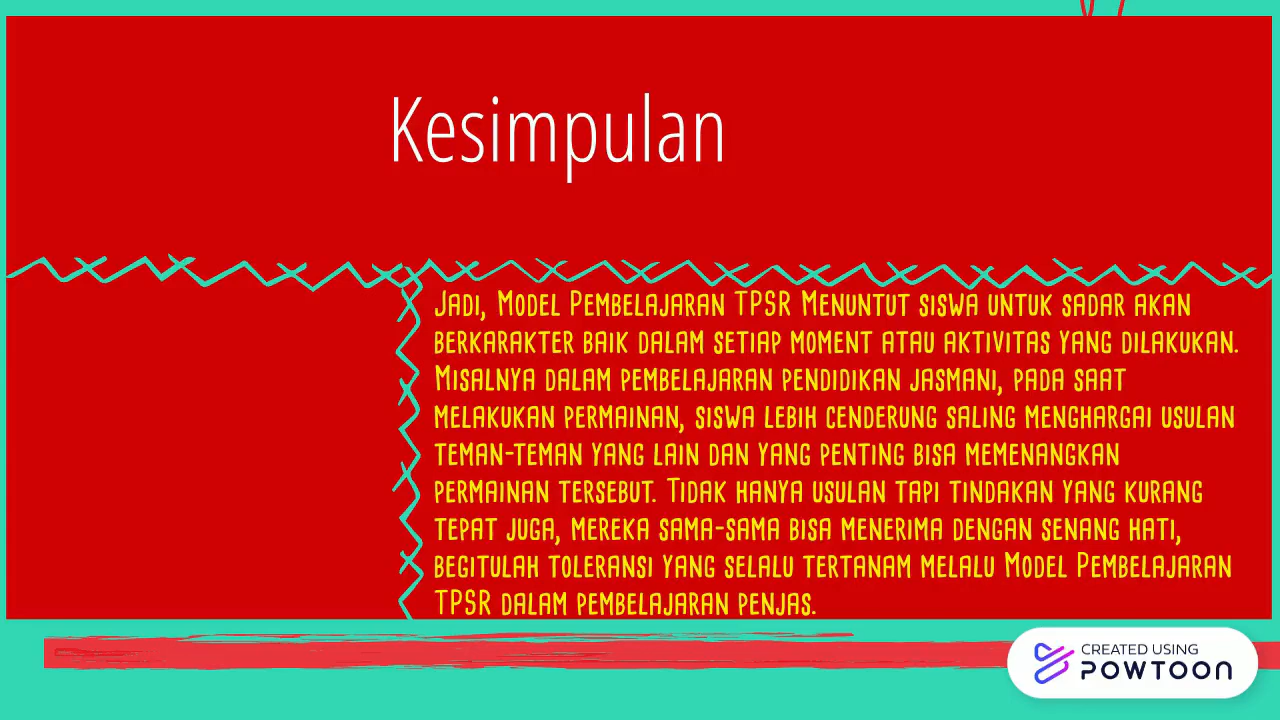 Kesimpulan
Jadi, Model Pembelajaran TPSR Menuntut siswa untuk sadar akan
berkarakter baik dalam setiap moment atau aktivitas yang dilakukan.
Misalnya dalam pembelajaran pendidikan jasmani, pada saat
melakukan permainan, siswa lebih cenderung saling menghargai usulan
teman-teman yang lain dan yang penting bisa memenangkan
permainan tersebut. Tidak hanya usulan tapi tindakan yang kurang
tepat juga, mereka sama-sama bisa menerima dengan senang hati,
begitulah toleransi yang selalu tertanam melalu Model Pembelajaran
TPSR dalam pembelajaran penjas.
CREATED USING
POWTOON